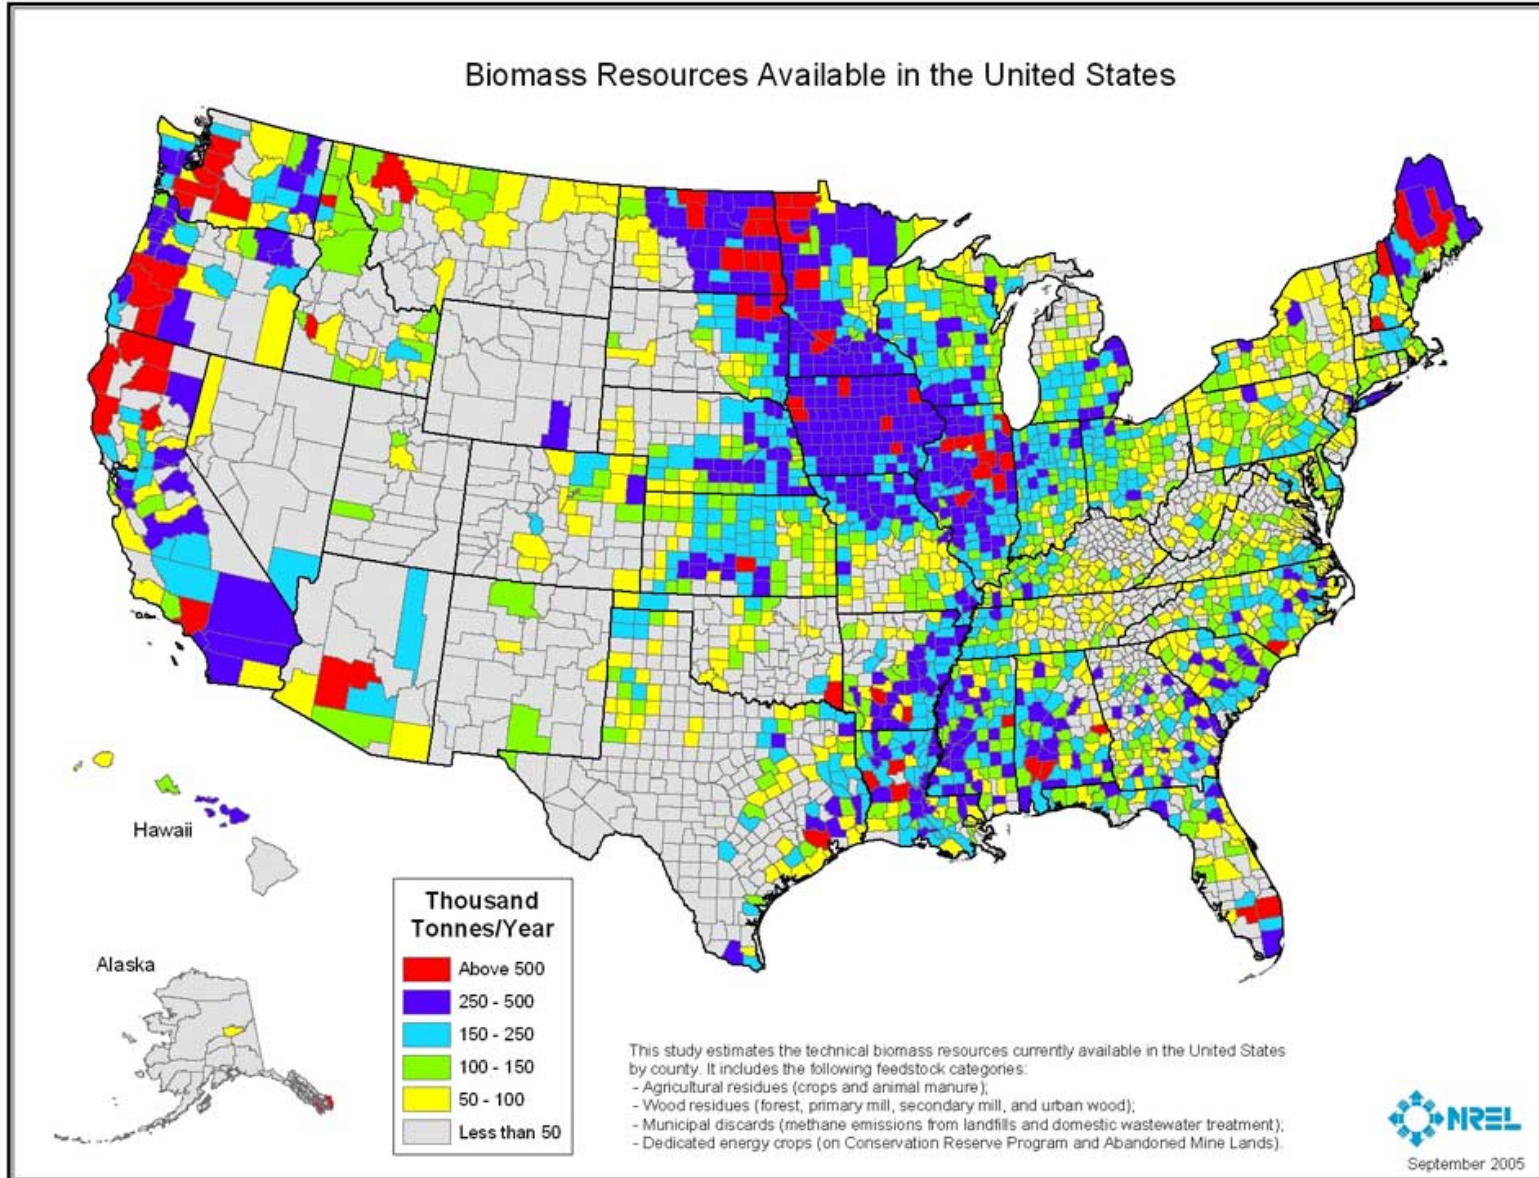 Biomass Resources Available in the United States
Hawaii
Alaska
Thousand
Tonnes/Year
Above 500
250 - 500
150 - 250
100 - 150
50 - 100
Less than 50
This study estimates the technical biomass resources currently available in the United States
by county. It includes the following feedstock categories:
- Agricultural residues (crops and animal manure);
- Wood residues (forest, primary mill, secondary mill, and urban wood);
- Municipal discards (methane emissions from landfills and domestic wastewater treatment);
- Dedicated energy crops (on Conservation Reserve Program and Abandoned Mine Lands).
NREL
September 2005